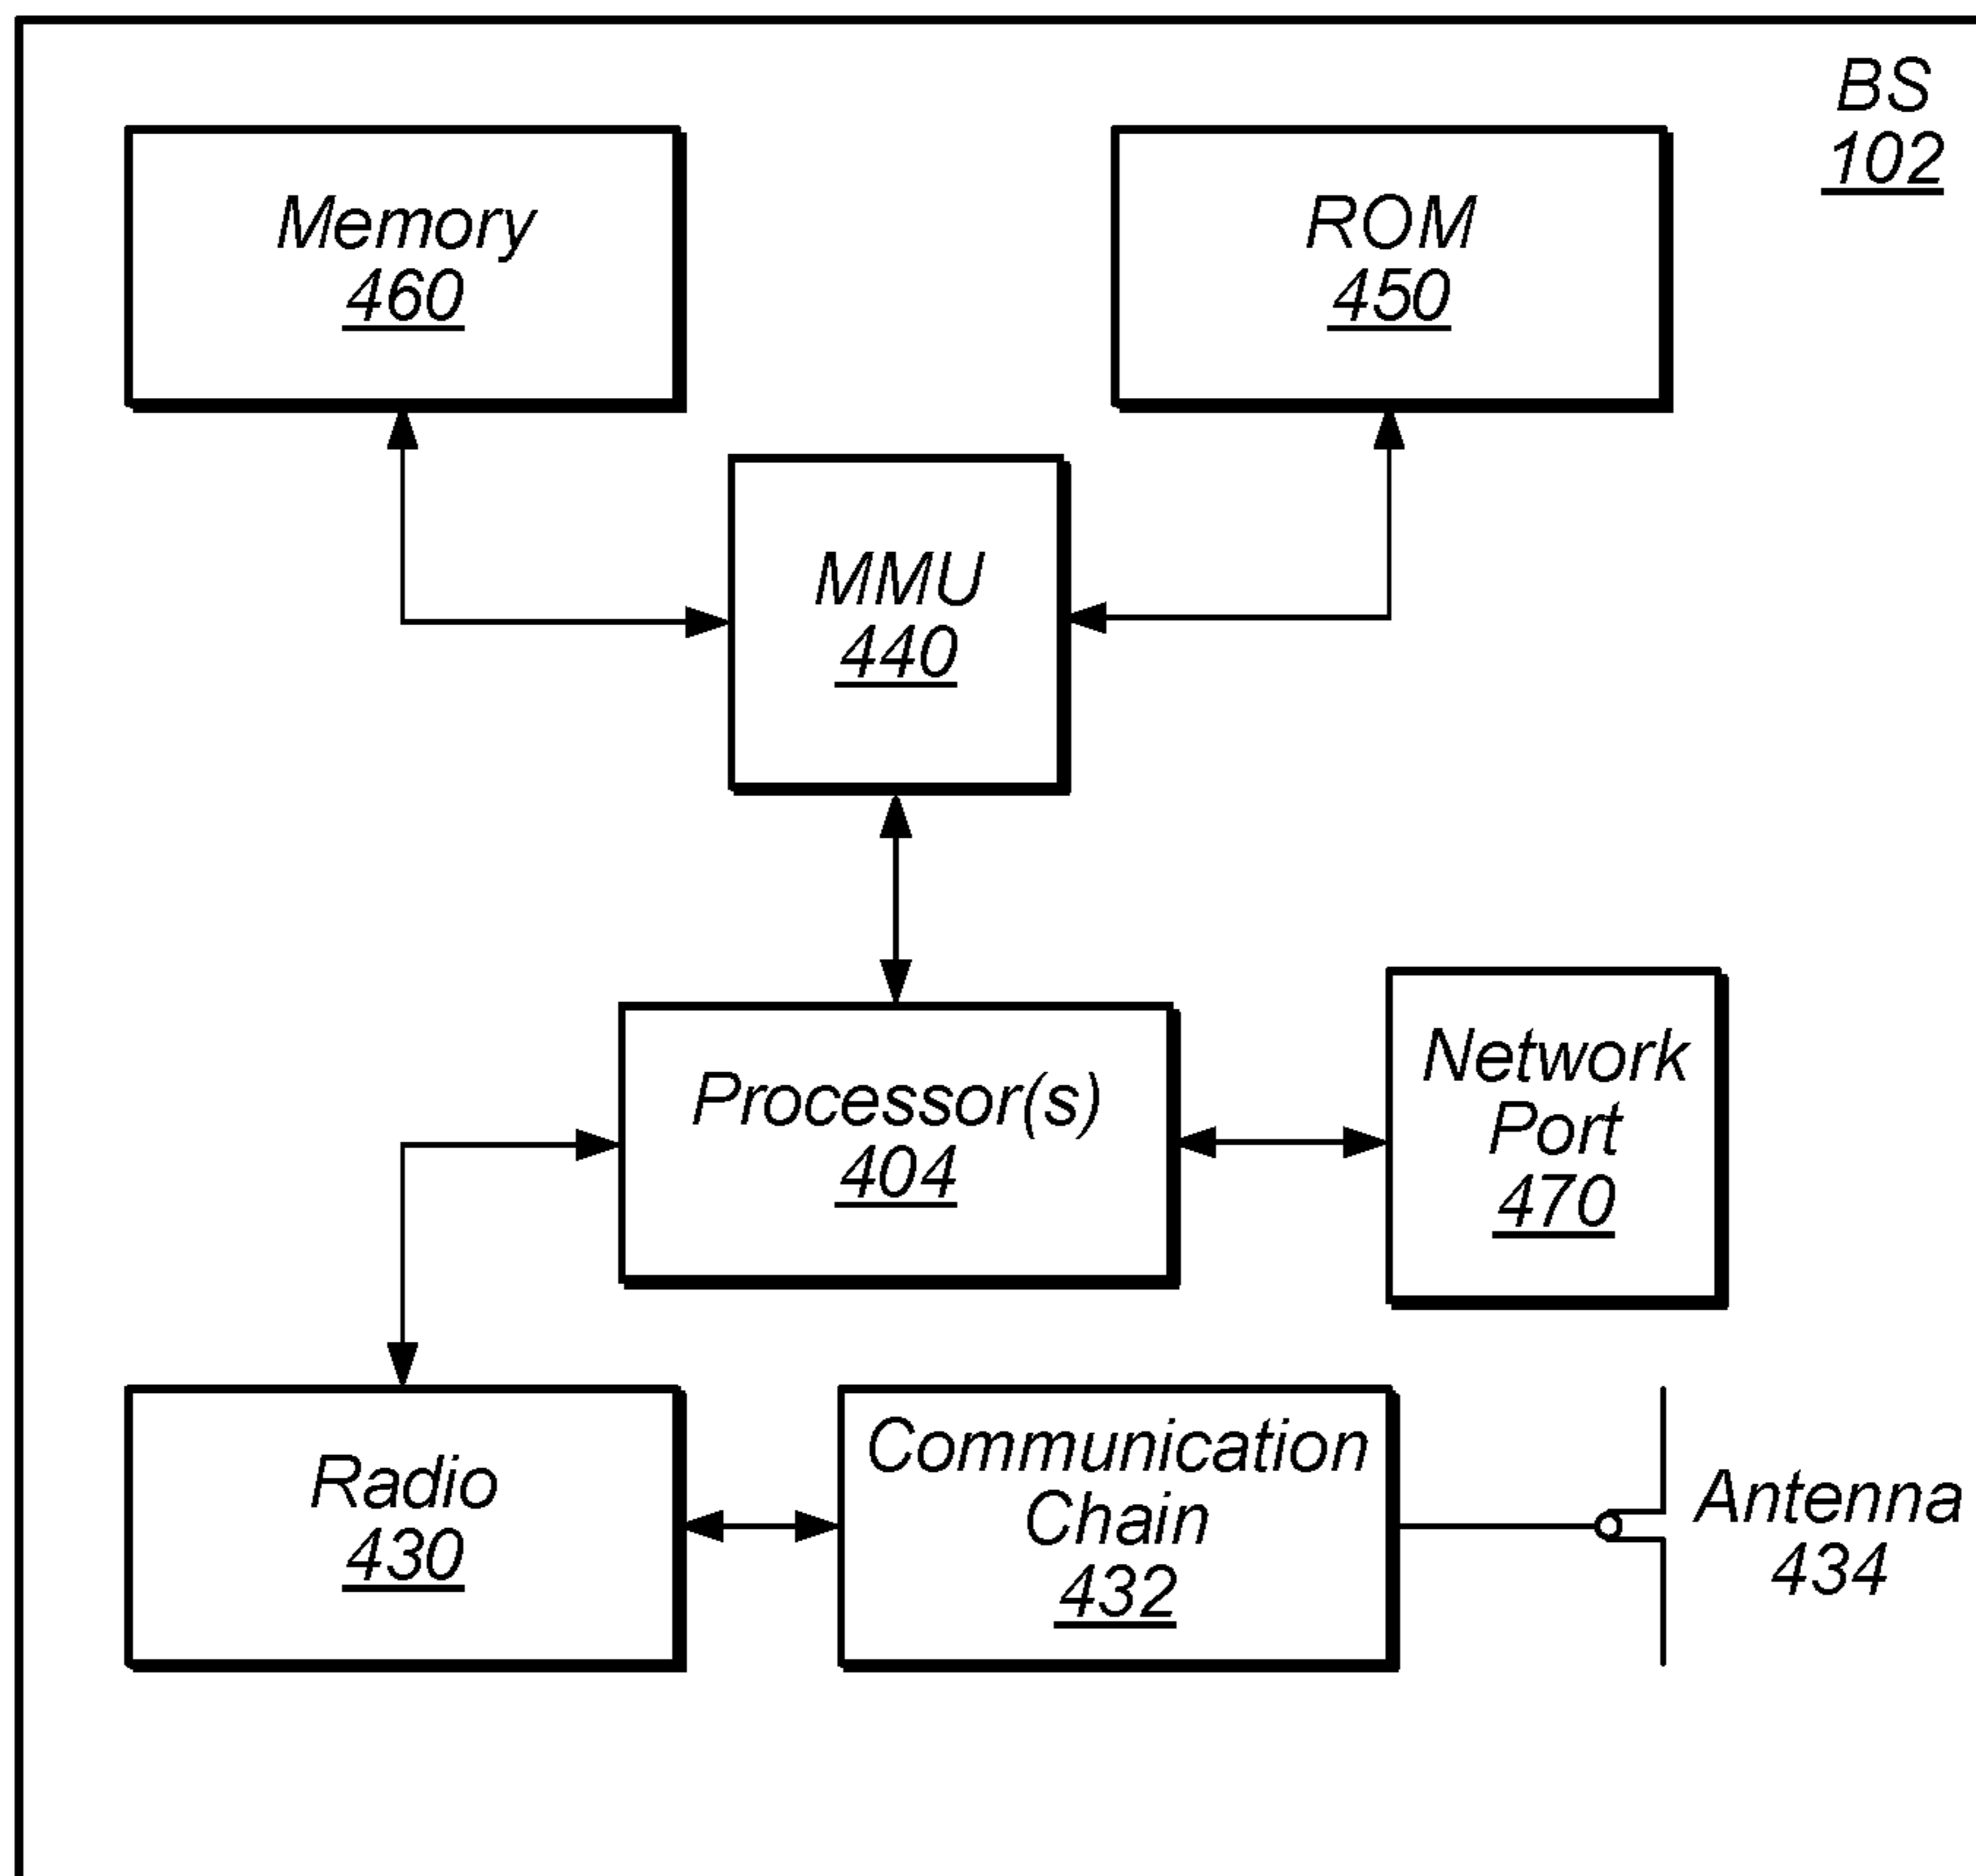 BS
102
Memory
460
ROM
450
MMU
440
Processor(s)
404
Network
Port
470
Radio
430
Communication
Chain
432
Antenna
434